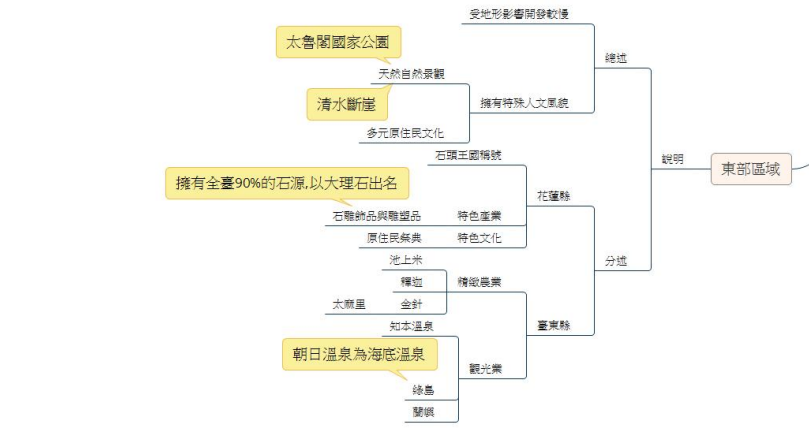 受地形影響開發較慢
太魯閣國家公園
總述
天然自然景觀
清水斷崖
擁有特殊人文風貌
多元原住民文化
石頭王國稱號
說明
東部區域
擁有全臺90%的石源,以大理石出名
花蓮縣
石雕飾品與雕塑品
特色產業
原住民祭典
特色文化
分述
池上米
釋迦
精緻農業
太麻里
金針
知本溫泉
臺東縣
朝日溫泉為海底溫泉
觀光業
綠島
蘭嶼